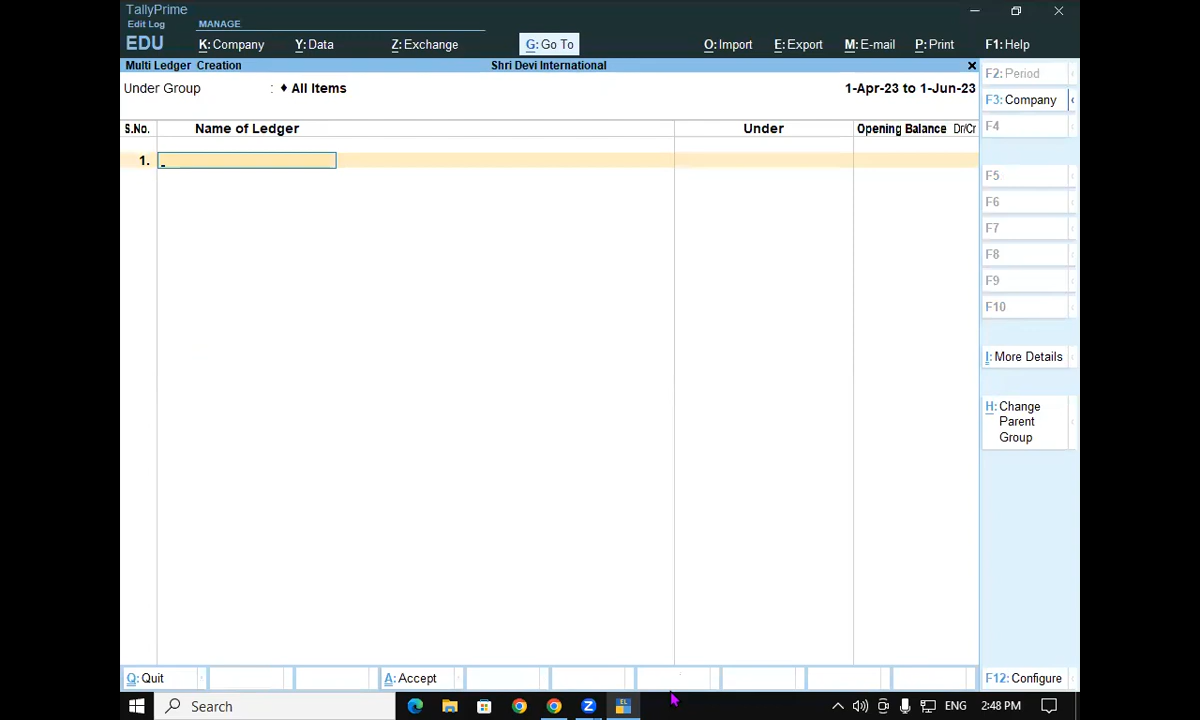 TallyPrime
Edit Log
MANAGE
EDU
K: Company
Y: Data
Z: Exchange
G: Go To
O: Import
E: Export
M: E-mail
P: Print
F1: Help
Multi Ledger Creation
Shri Devi International
F2: Period
Under Group : ♦ All Items
1-Apr-23 to 1-Jun-23
F3: Company
F4
S.No. Name of Ledger Under Opening Balance Dr/Cr
1.
F5
F6
F7
F8
F9
F10
I: More Details
H: Change
Parent
Group
Q: Quit
A: Accept
F12: Configure
Search
ENG
2:48 PM